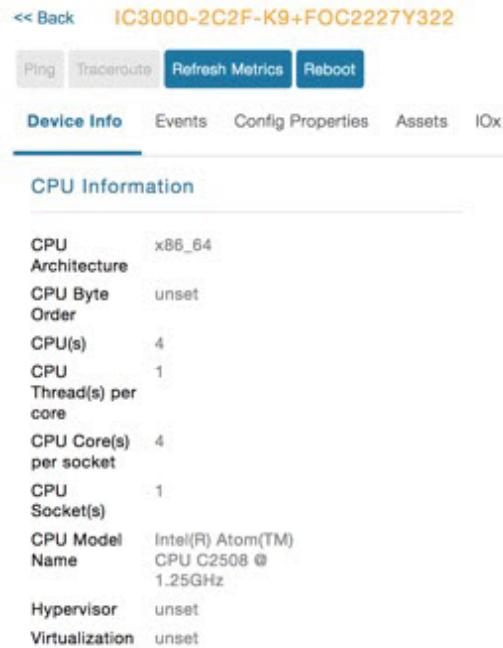 << Back IC3000-2C2F-K9+FOC2227Y322
Ping Traceroute Refresh Metrics Reboot
Device Info Events Config Properties Assets IOx
CPU Information
CPU x86_64
Architecture
CPU Byte unset
Order
CPU(s) 4
CPU 1
Thread(s) per
core
CPU Core(s) 4
per socket
CPU 1
Socket(s)
CPU Model Intel(R) Atom(TM)
Name CPU C2508 @
1.25GHz
Hypervisor unset
Virtualization unset